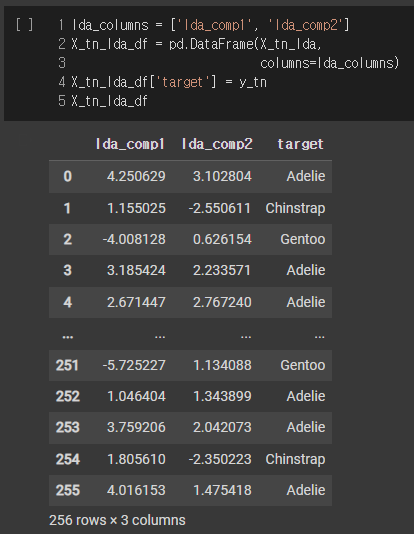 [ ] 1 lda_columns = ['lda_comp1', 'lda_comp2']
2 X_tn_lda_df = pd.DataFrame(X_tn_lda,
3 columns=lda_columns)
4 X_tn_lda_df['target'] = y_tn
5 X_tn_lda_df
lda_comp1 lda_comp2 target
0 4.250629 3.102804 Adelie
1 1.155025 -2.550611 Chinstrap
2 -4.008128 0.626154 Gentoo
3 3.185424 2.233571 Adelie
4 2.671447 2.767240 Adelie
... ... ... ...
251 -5.725227 1.134088 Gentoo
252 1.046404 1.343899 Adelie
253 3.759206 2.042073 Adelie
254 1.805610 -2.350223 Chinstrap
255 4.016153 1.475418 Adelie
256 rows × 3 columns